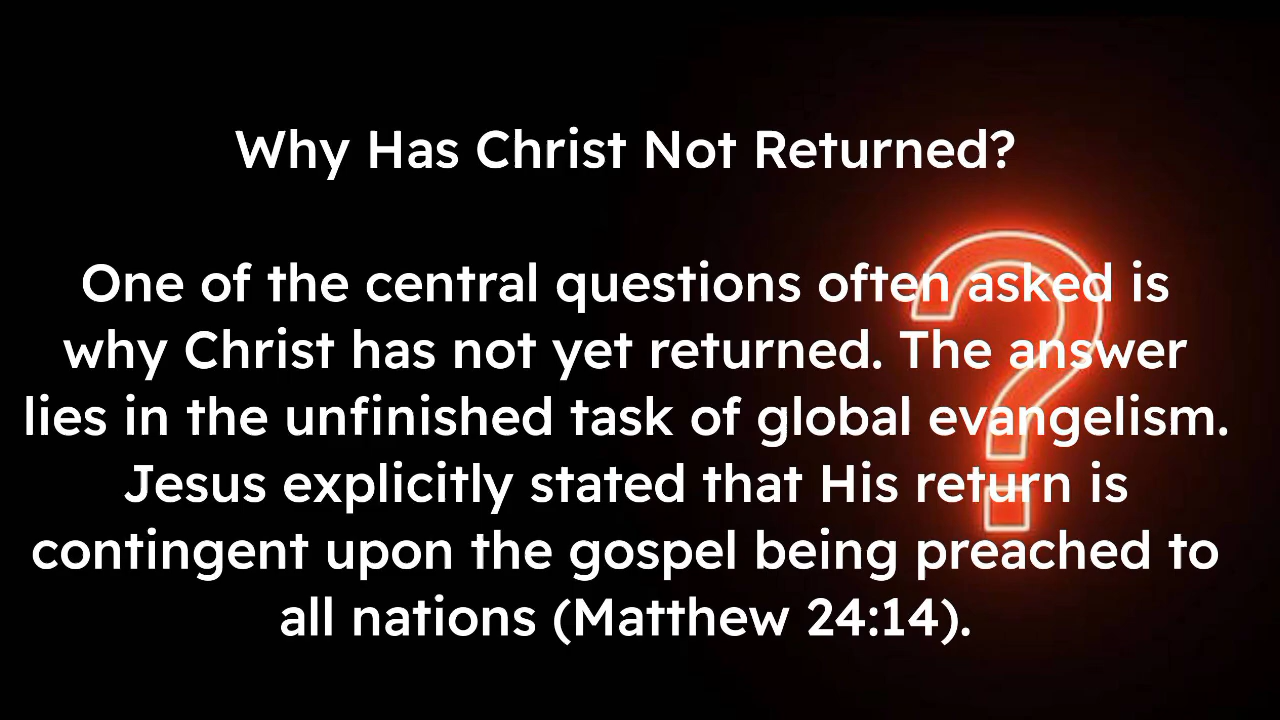 Why Has Christ Not Returned?
One of the central questions often asked is
why Christ has not yet returned. The answer
lies in the unfinished task of global evangelism.
Jesus explicitly stated that His return is
contingent upon the gospel being preached to
all nations (Matthew 24:14).